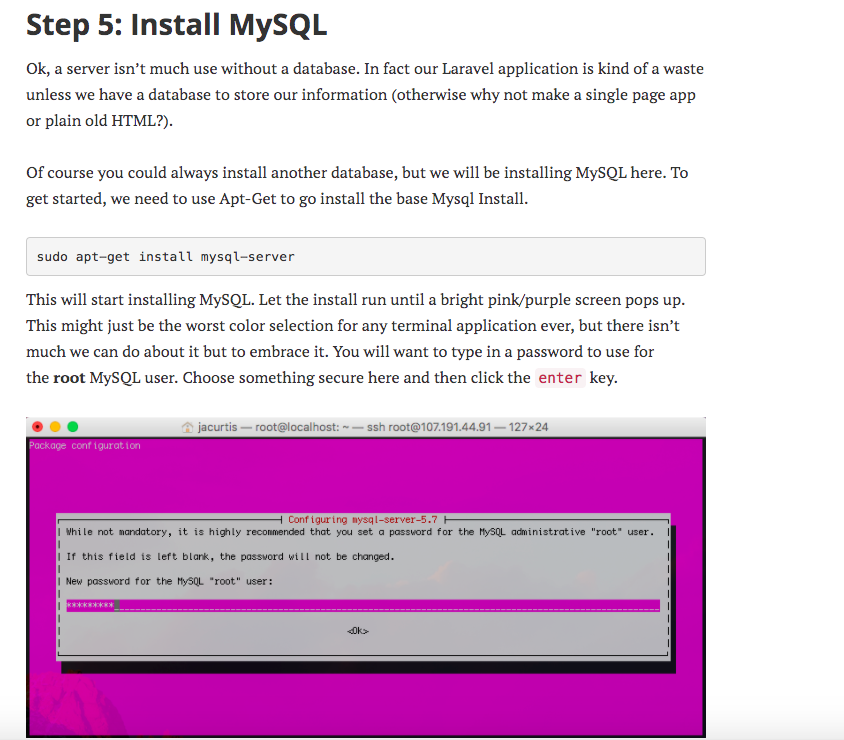 Step 5: Install MySQL
Ok, a server isn’t much use without a database. In fact our Laravel application is kind of a waste
unless we have a database to store our information (otherwise why not make a single page app
or plain old HTML?).
Of course you could always install another database, but we will be installing MySQL here. To
get started, we need to use Apt-Get to go install the base Mysql Install.
sudo apt-get install mysql-server
This will start installing MySQL. Let the install run until a bright pink/purple screen pops up.
This might just be the worst color selection for any terminal application ever, but there isn’t
much we can do about it but to embrace it. You will want to type in a password to use for
the root MySQL user. Choose something secure here and then click the enter key.
jacurtis — root@localhost: ~ — ssh root@107.191.44.91 — 127×24
Package configuration
Configuring mysql-server-5.7
While not mandatory, it is highly recommended that you set a password for the MySQL administrative "root" user.
If this field is left blank, the password will not be changed.
New password for the MySQL "root" user:
*********
<Ok>